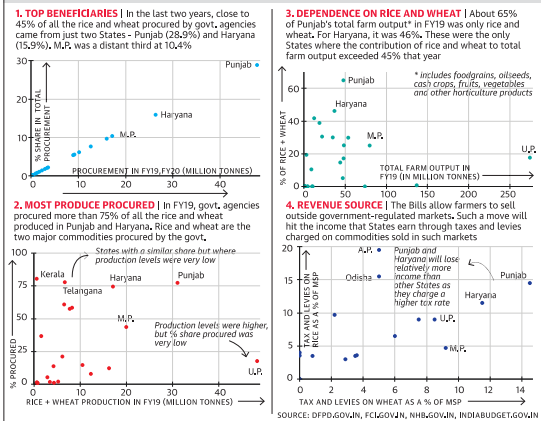 1. TOP BENEFICIARIES | In the last two years, close to
45% of all the rice and wheat procured by govt. agencies
came from just two States - Punjab (28.9%) and Haryana
(15.9%). M.P. was a distant third at 10.4%
30
20
10
0
% SHARE IN TOTAL
PROCUREMENT
Punjab
Haryana
M.P.
PROCUREMENT IN FY19,FY20 (MILLION TONNES)
0
10
20
30
40
2. MOST PRODUCE PROCURED | In FY19, govt. agencies
procured more than 75% of all the rice and wheat
produced in Punjab and Haryana. Rice and wheat are the
two major commodities procured by the govt.
100
75
50
25
0
% PROCURED
States with a similar share but where
production levels were very low
Kerala
Telangana
Haryana
Punjab
M.P.
Production levels were higher,
but % share procured was
very low
U.P.
0
10
20
30
40
RICE + WHEAT PRODUCTION IN FY19 (MILLION TONNES)
3. DEPENDENCE ON RICE AND WHEAT | About 65%
of Punjab's total farm output* in FY19 was only rice and
wheat. For Haryana, it was 46%. These were the only
States where the contribution of rice and wheat to total
farm output exceeded 45% that year
60
40
20
0
% OF RICE + WHEAT
Punjab
* includes foodgrains, oilseeds,
cash crops, fruits, vegetables
and other horticulture products
Haryana
M.P.
U.P.
TOTAL FARM OUTPUT IN
FY19 (IN MILLION TONNES)
0
50
100
150
200
250
4. REVENUE SOURCE | The Bills allow farmers to sell
outside government-regulated markets. Such a move will
hit the income that States earn through taxes and levies
charged on commodities sold in such markets
20
15
10
5
0
TAX AND LEVIES ON
RICE AS A % OF MSP
A.P.
Odisha
Punjab and
Haryana will lose
relatively more
income than
other States as
they charge a
higher tax rate
Punjab
Haryana
U.P.
M.P.
0
2
4
6
8
10
12
14
TAX AND LEVIES ON WHEAT AS A % OF MSP
SOURCE: DFPD.GOV.IN, FCI.GOV.IN, NHB.GOV.IN, INDIABUDGET.GOV.IN